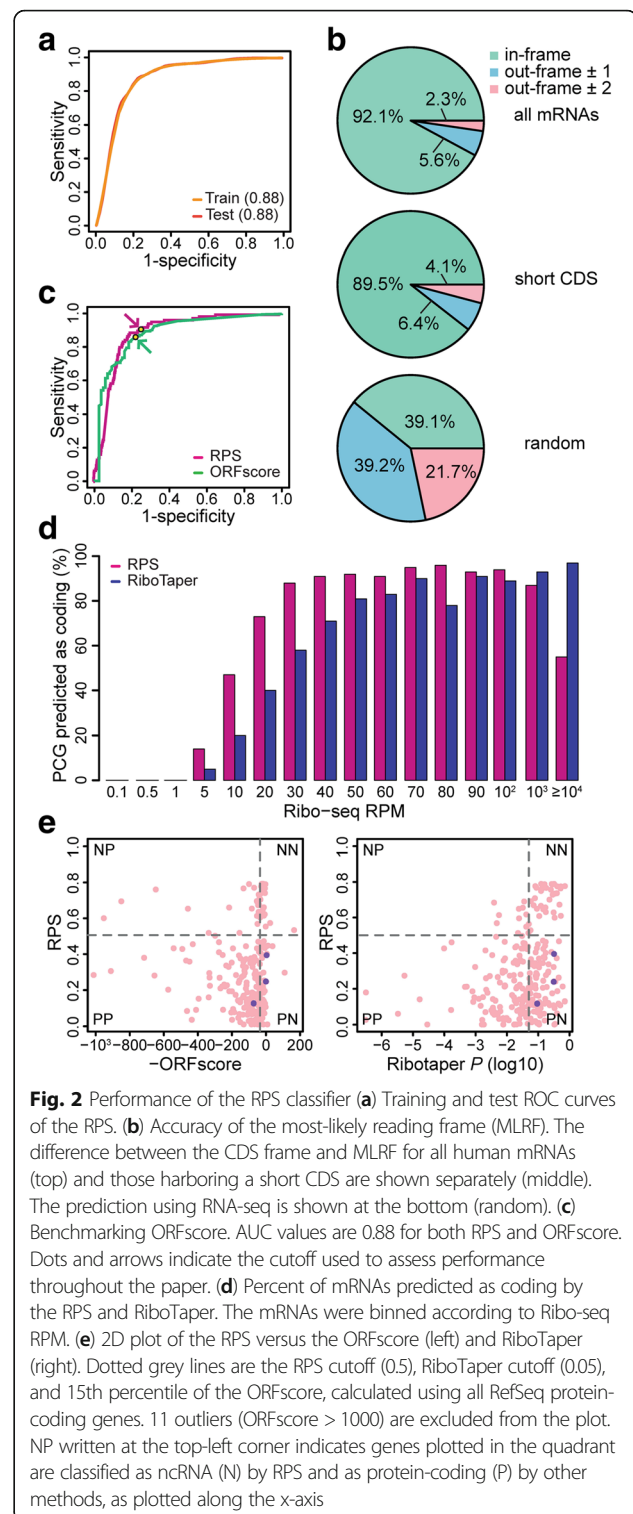 a
Sensitivity
0.0 0.2 0.4 0.6 0.8 1.0
Train (0.88)
Test (0.88)
0.0 0.2 0.4 0.6 0.8 1.0
1-specificity
b
in-frame
out-frame ± 1
out-frame ± 2
all mRNAs
92.1%
2.3%
5.6%
short CDS
89.5%
4.1%
6.4%
random
39.1%
39.2%
21.7%
c
Sensitivity
0.0 0.2 0.4 0.6 0.8 1.0
RPS
ORFscore
0.0 0.2 0.4 0.6 0.8 1.0
1-specificity
d
PCG predicted as coding (%)
0 20 40 60 80 100
RPS
RiboTaper
0.1 0.5 1 5 10 20 30 40 50 60 70 80 90 10² 10³ ≥10⁴
Ribo−seq RPM
e
RPS
0.0 0.2 0.4 0.6 0.8 1.0
NP NN
PP PN
−10³ −800 −600 −400 −200 0 200
−ORFscore
RPS
0.0 0.2 0.4 0.6 0.8 1.0
NP NN
PP PN
−6 −5 −4 −3 −2 −1 0
Ribotaper P (log10)
Fig. 2 Performance of the RPS classifier (a) Training and test ROC curves
of the RPS. (b) Accuracy of the most-likely reading frame (MLRF). The
difference between the CDS frame and MLRF for all human mRNAs
(top) and those harboring a short CDS are shown separately (middle).
The prediction using RNA-seq is shown at the bottom (random). (c)
Benchmarking ORFscore. AUC values are 0.88 for both RPS and ORFscore.
Dots and arrows indicate the cutoff used to assess performance
throughout the paper. (d) Percent of mRNAs predicted as coding by
the RPS and RiboTaper. The mRNAs were binned according to Ribo-seq
RPM. (e) 2D plot of the RPS versus the ORFscore (left) and RiboTaper
(right). Dotted grey lines are the RPS cutoff (0.5), RiboTaper cutoff (0.05),
and 15th percentile of the ORFscore, calculated using all RefSeq protein-
coding genes. 11 outliers (ORFscore > 1000) are excluded from the plot.
NP written at the top-left corner indicates genes plotted in the quadrant
are classified as ncRNA (N) by RPS and as protein-coding (P) by other
methods, as plotted along the x-axis